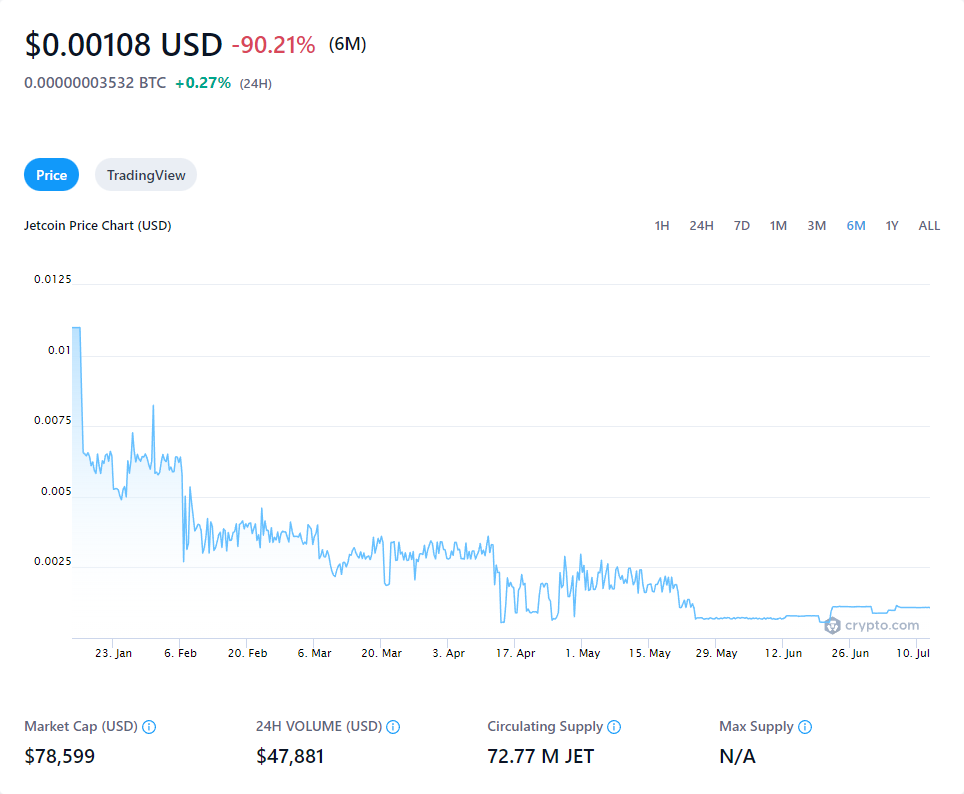 $0.00108 USD -90.21% (6M)
0.00000003532 BTC +0.27% (24H)
Price TradingView
Jetcoin Price Chart (USD) 1H 24H 7D 1M 3M 6M 1Y ALL
0.0125
0.01
0.0075
0.005
0.0025
crypto.com
23. Jan 6. Feb 20. Feb 6. Mar 20. Mar 3. Apr 17. Apr 1. May 15. May 29. May 12. Jun 26. Jun 10. Jul
Market Cap (USD) 24H VOLUME (USD) Circulating Supply Max Supply
$78,599 $47,881 72.77 M JET N/A